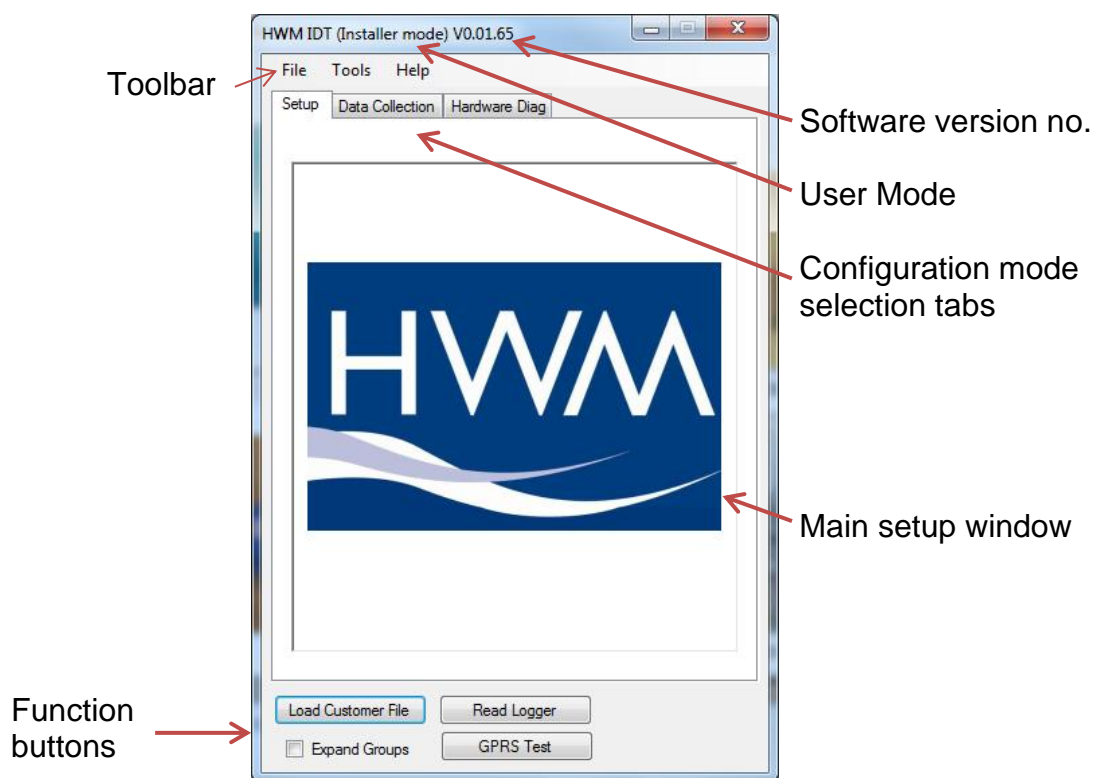 HWM IDT (Installer mode) V0.01.65
File Tools Help
Toolbar
Setup Data Collection Hardware Diag
Software version no.
User Mode
Configuration mode
selection tabs
HWM
Main setup window
Load Customer File Read Logger
Function
buttons
Expand Groups GPRS Test